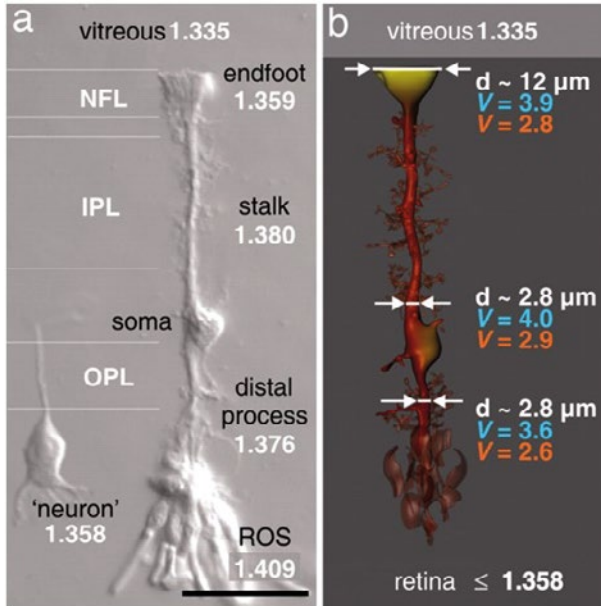 a
vitreous 1.335
endfoot
1.359
NFL
IPL
stalk
1.380
soma
OPL
distal
process
1.376
'neuron'
1.358
ROS
1.409
b
vitreous 1.335
d ~ 12 µm
V = 3.9
V = 2.8
d ~ 2.8 µm
V = 4.0
V = 2.9
d ~ 2.8 µm
V = 3.6
V = 2.6
retina ≤ 1.358